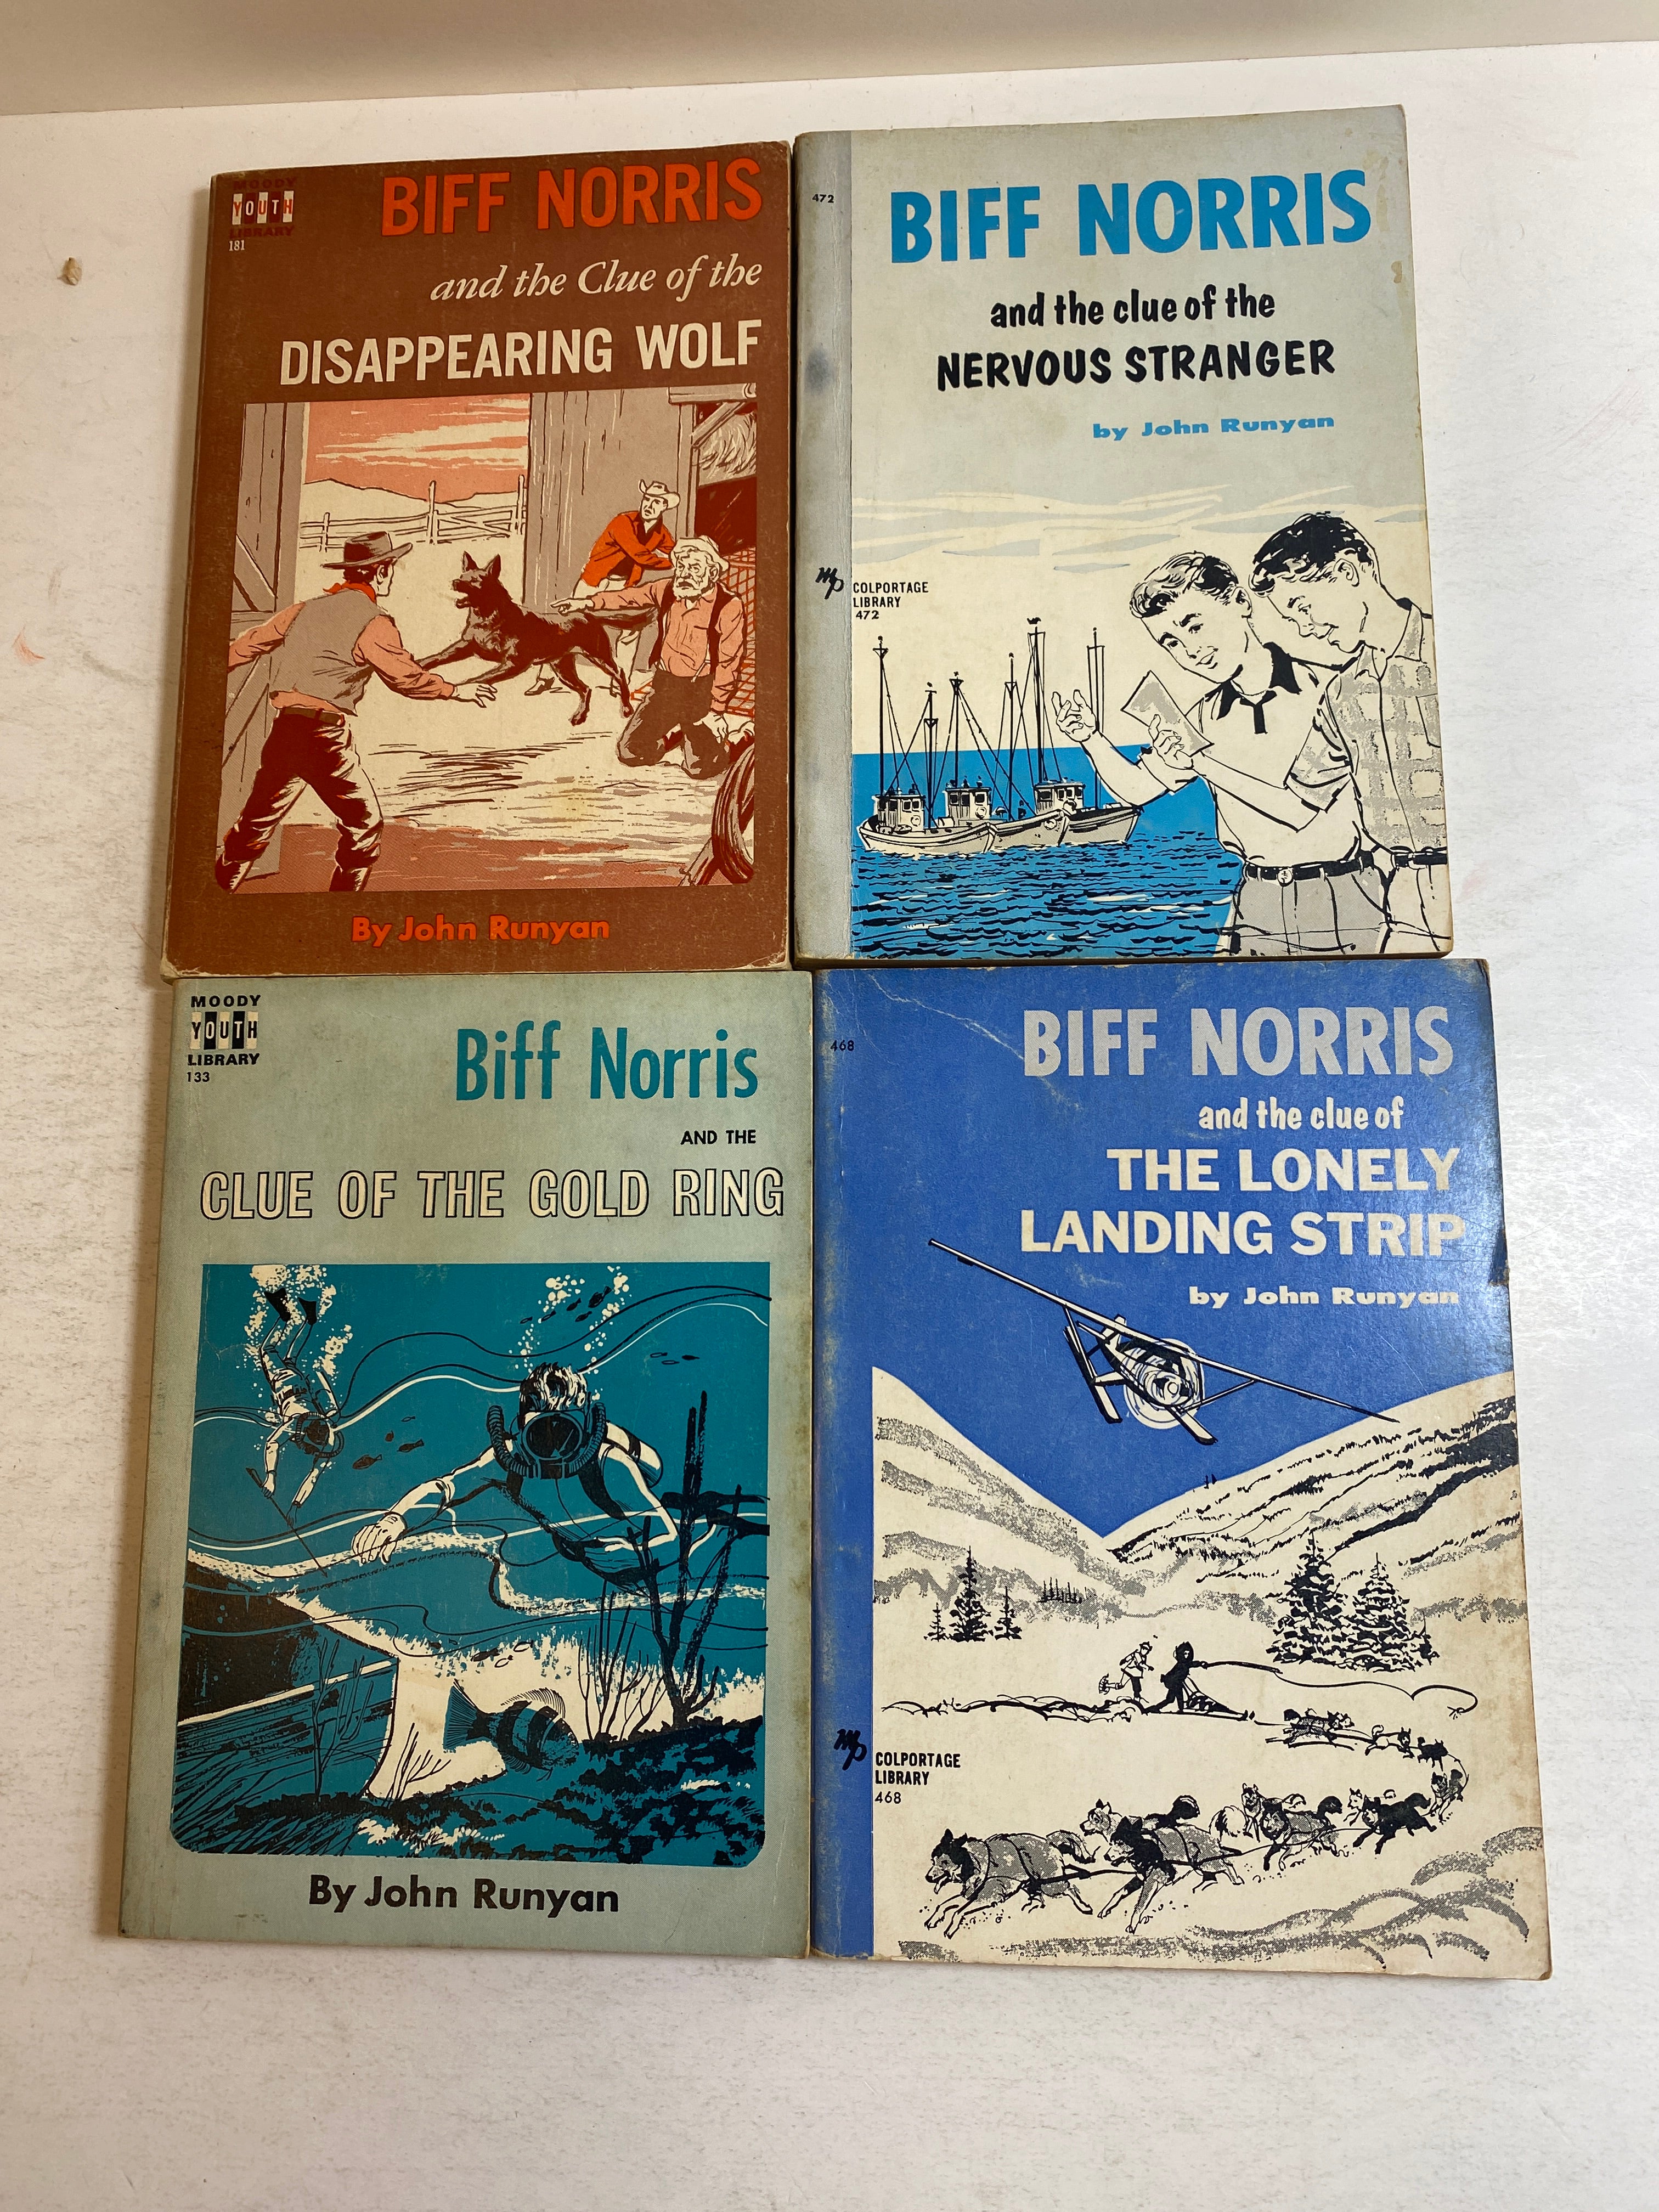 MOODY
YOUTH
LIBRARY
181
BIFF NORRIS
and the Clue of the
DISAPPEARING WOLF
By John Runyan
472
BIFF NORRIS
and the clue of the
NERVOUS STRANGER
by John Runyan
MP
COLPORTAGE
LIBRARY
472
MOODY
YOUTH
LIBRARY
133
Biff Norris
AND THE
CLUE OF THE GOLD RING
By John Runyan
468
BIFF NORRIS
and the clue of
THE LONELY
LANDING STRIP
by John Runyan
MP
COLPORTAGE
LIBRARY
468